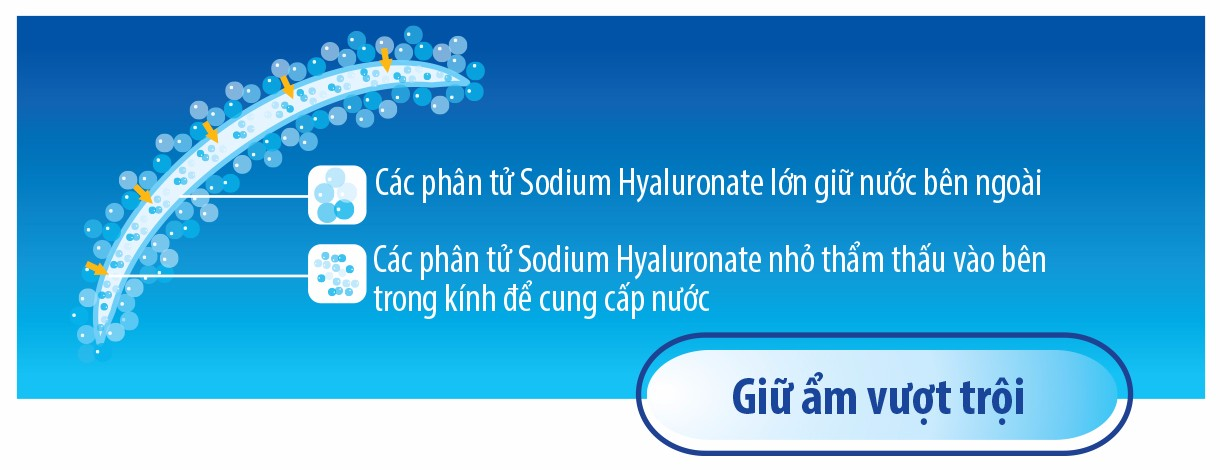 Các phân tử Sodium Hyaluronate lớn giữ nước bên ngoài
Các phân tử Sodium Hyaluronate nhỏ thẩm thấu vào bên
trong kính để cung cấp nước
Giữ ẩm vượt trội